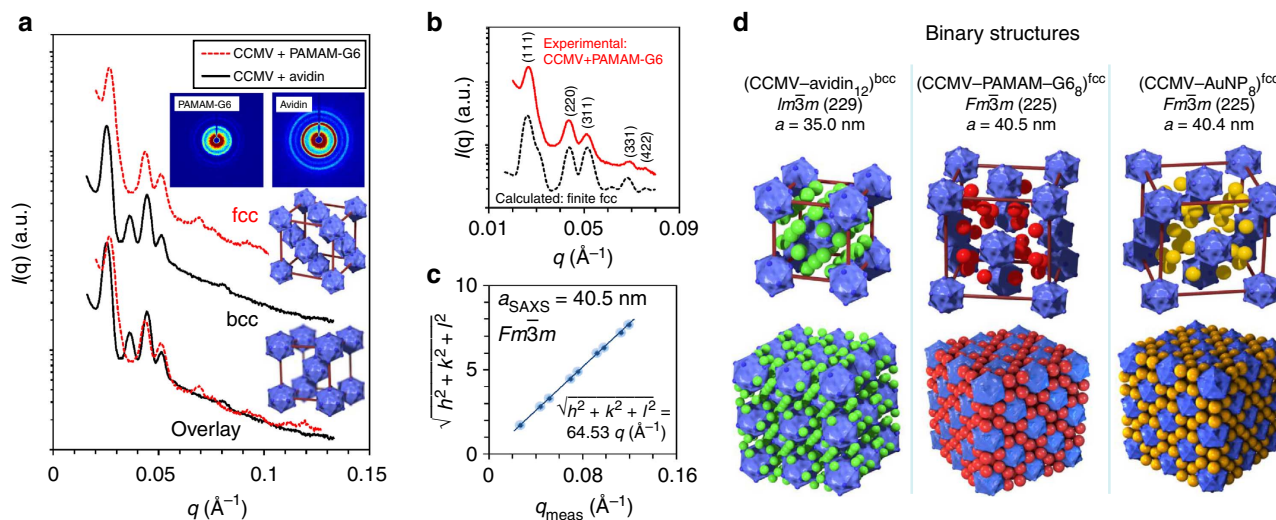 a
I(q) (a.u.)
CCMV + PAMAM-G6
CCMV + avidin
PAMAM-G6
Avidin
fcc
bcc
Overlay
0
0.05
0.1
0.15
q (Å⁻¹)
b
I(q) (a.u.)
(111)
Experimental:
CCMV+PAMAM-G6
(220)
(311)
(331)
(422)
Calculated: finite fcc
0.01
0.05
0.09
q (Å⁻¹)
c
√h² + k² + l²
10
5
0
a_SAXS = 40.5 nm
Fm3̅m
√h² + k² + l² =
64.53 q (Å⁻¹)
0
0.08
0.16
q_meas (Å⁻¹)
d
Binary structures
(CCMV–avidin₁₂)ᵇᶜᶜ
Im3̅m (229)
a = 35.0 nm
(CCMV–PAMAM–G6₈)ᶠᶜᶜ
Fm3̅m (225)
a = 40.5 nm
(CCMV–AuNP₈)ᶠᶜᶜ
Fm3̅m (225)
a = 40.4 nm